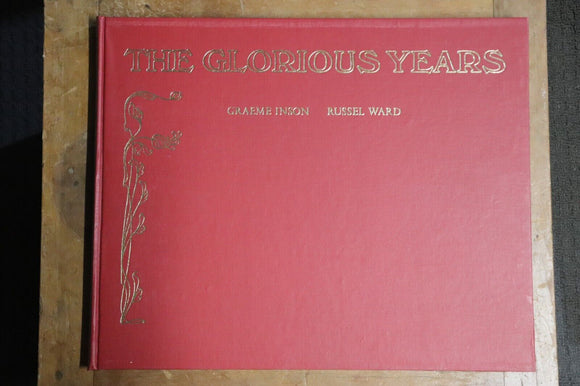 THE GLORIOUS YEARS
GRAEME INSON RUSSEL WARD